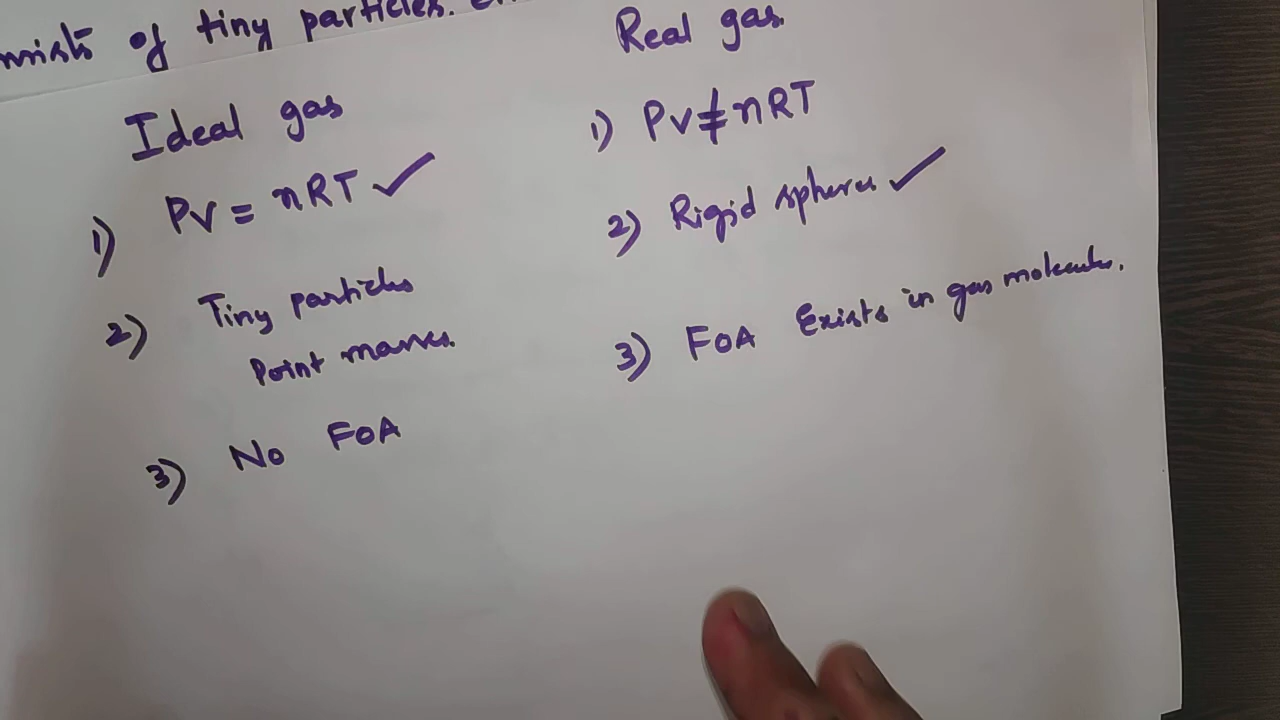 of tiny particles.
Ideal gas
1) PV = nRT ✓
2) Tiny particles
Point masses.
3) No FOA
Real gas.
1) PV ≠ nRT
2) Rigid spheres ✓
3) FOA Exists in gas molecules.